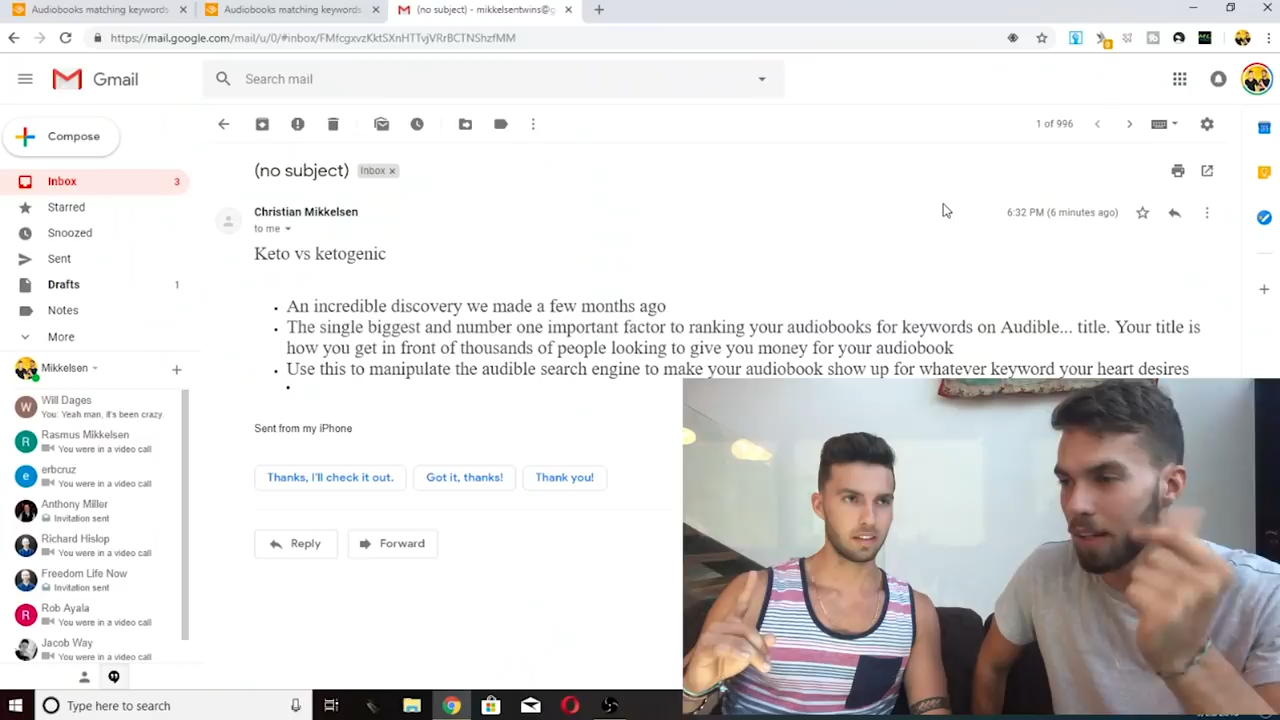 Audiobooks matching keywords
Audiobooks matching keywords
(no subject) - mikkelsentwins@g
https://mail.google.com/mail/u/0/#inbox/FMfcgxvzKktSXnHTTvjVRrBCTNShzfMM
Gmail
Search mail
Compose
1 of 996
Inbox 3
Starred
Snoozed
Sent
Drafts 1
Notes
More
(no subject) Inbox x
Christian Mikkelsen
6:32 PM (6 minutes ago)
to me
Keto vs ketogenic
• An incredible discovery we made a few months ago
• The single biggest and number one important factor to ranking your audiobooks for keywords on Audible... title. Your title is
how you get in front of thousands of people looking to give you money for your audiobook
• Use this to manipulate the audible search engine to make your audiobook show up for whatever keyword your heart desires
•
Sent from my iPhone
Thanks, I'll check it out. Got it, thanks! Thank you!
Reply Forward
Mikkelsen
W Will Dages
You: Yeah man, it's been crazy
R Rasmus Mikkelsen
You were in a video call
e erbcruz
You were in a video call
Anthony Miller
Invitation sent
Richard Hislop
You were in a video call
Freedom Life Now
Invitation sent
R Rob Ayala
You were in a video call
Jacob Way
You were in a video call
Type here to search